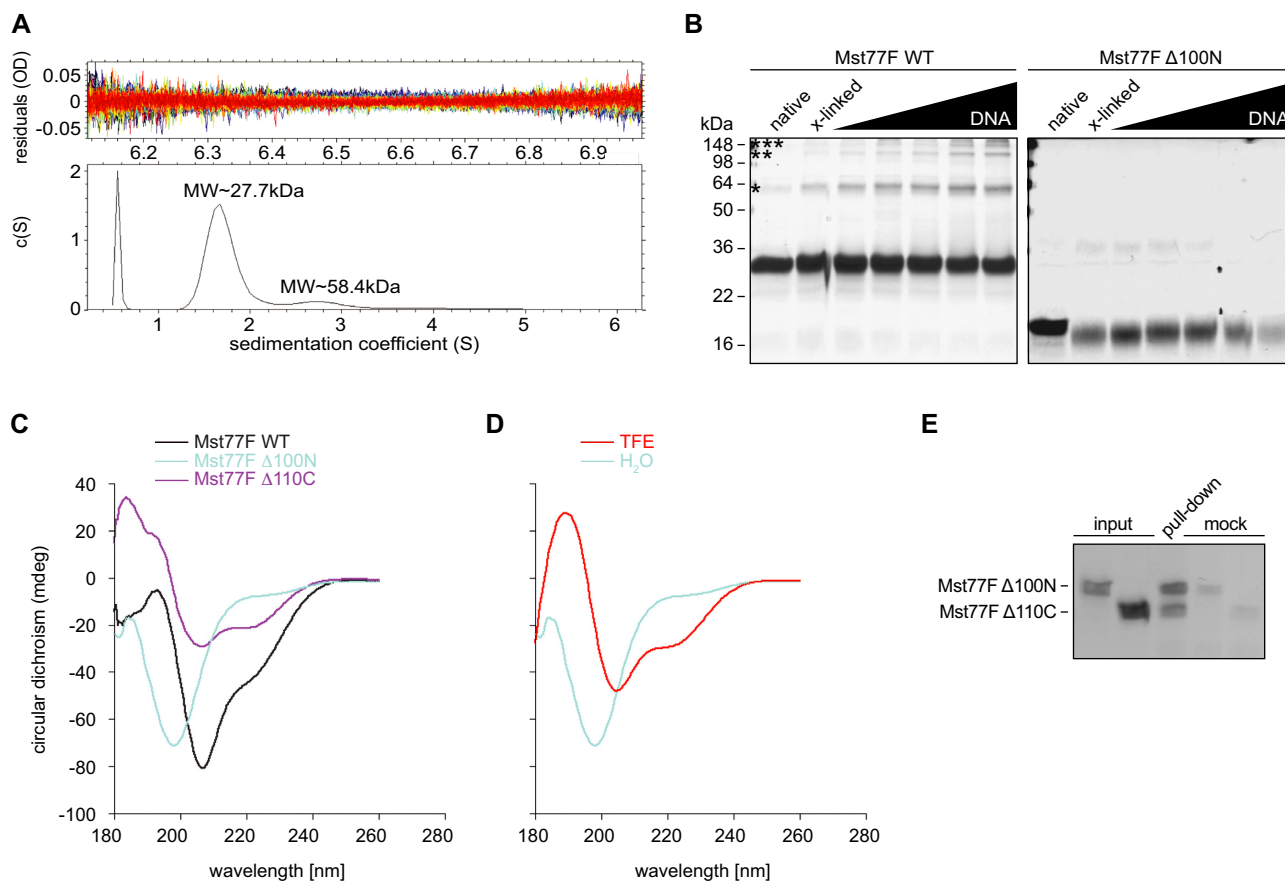 A
residuals (OD)
0.05
0
-0.05
6.2 6.3 6.4 6.5 6.6 6.7 6.8 6.9
c(S)
2
1
0
MW~27.7kDa
MW~58.4kDa
1 2 3 4 5 6
sedimentation coefficient (S)
B
Mst77F WT
Mst77F Δ100N
native
x-linked
DNA
native
x-linked
DNA
kDa
148
98
64
50
36
22
16
***
**
*
C
Mst77F WT
Mst77F Δ100N
Mst77F Δ110C
circular dichroism (mdeg)
40
20
0
-20
-40
-60
-80
-100
180 200 220 240 260 280
wavelength [nm]
D
TFE
H₂O
180 200 220 240 260 280
wavelength [nm]
E
input
pull-down
mock
Mst77F Δ100N
Mst77F Δ110C